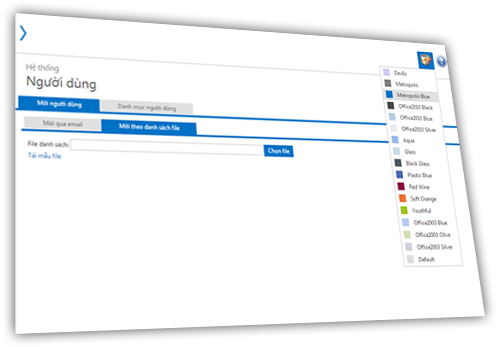 Hệ thống
Người dùng
Mời người dùng
Danh mục người dùng
Mời qua email
Mời theo danh sách file
File danh sách:
Chọn file
Tải mẫu file
DevEx
Metropolis
Metropolis Blue
Office2010 Black
Office2010 Blue
Office2010 Silver
Aqua
Glass
Black Glass
Plastic Blue
Red Wine
Soft Orange
Youthful
Office2003 Blue
Office2003 Olive
Office2003 Silver
Default